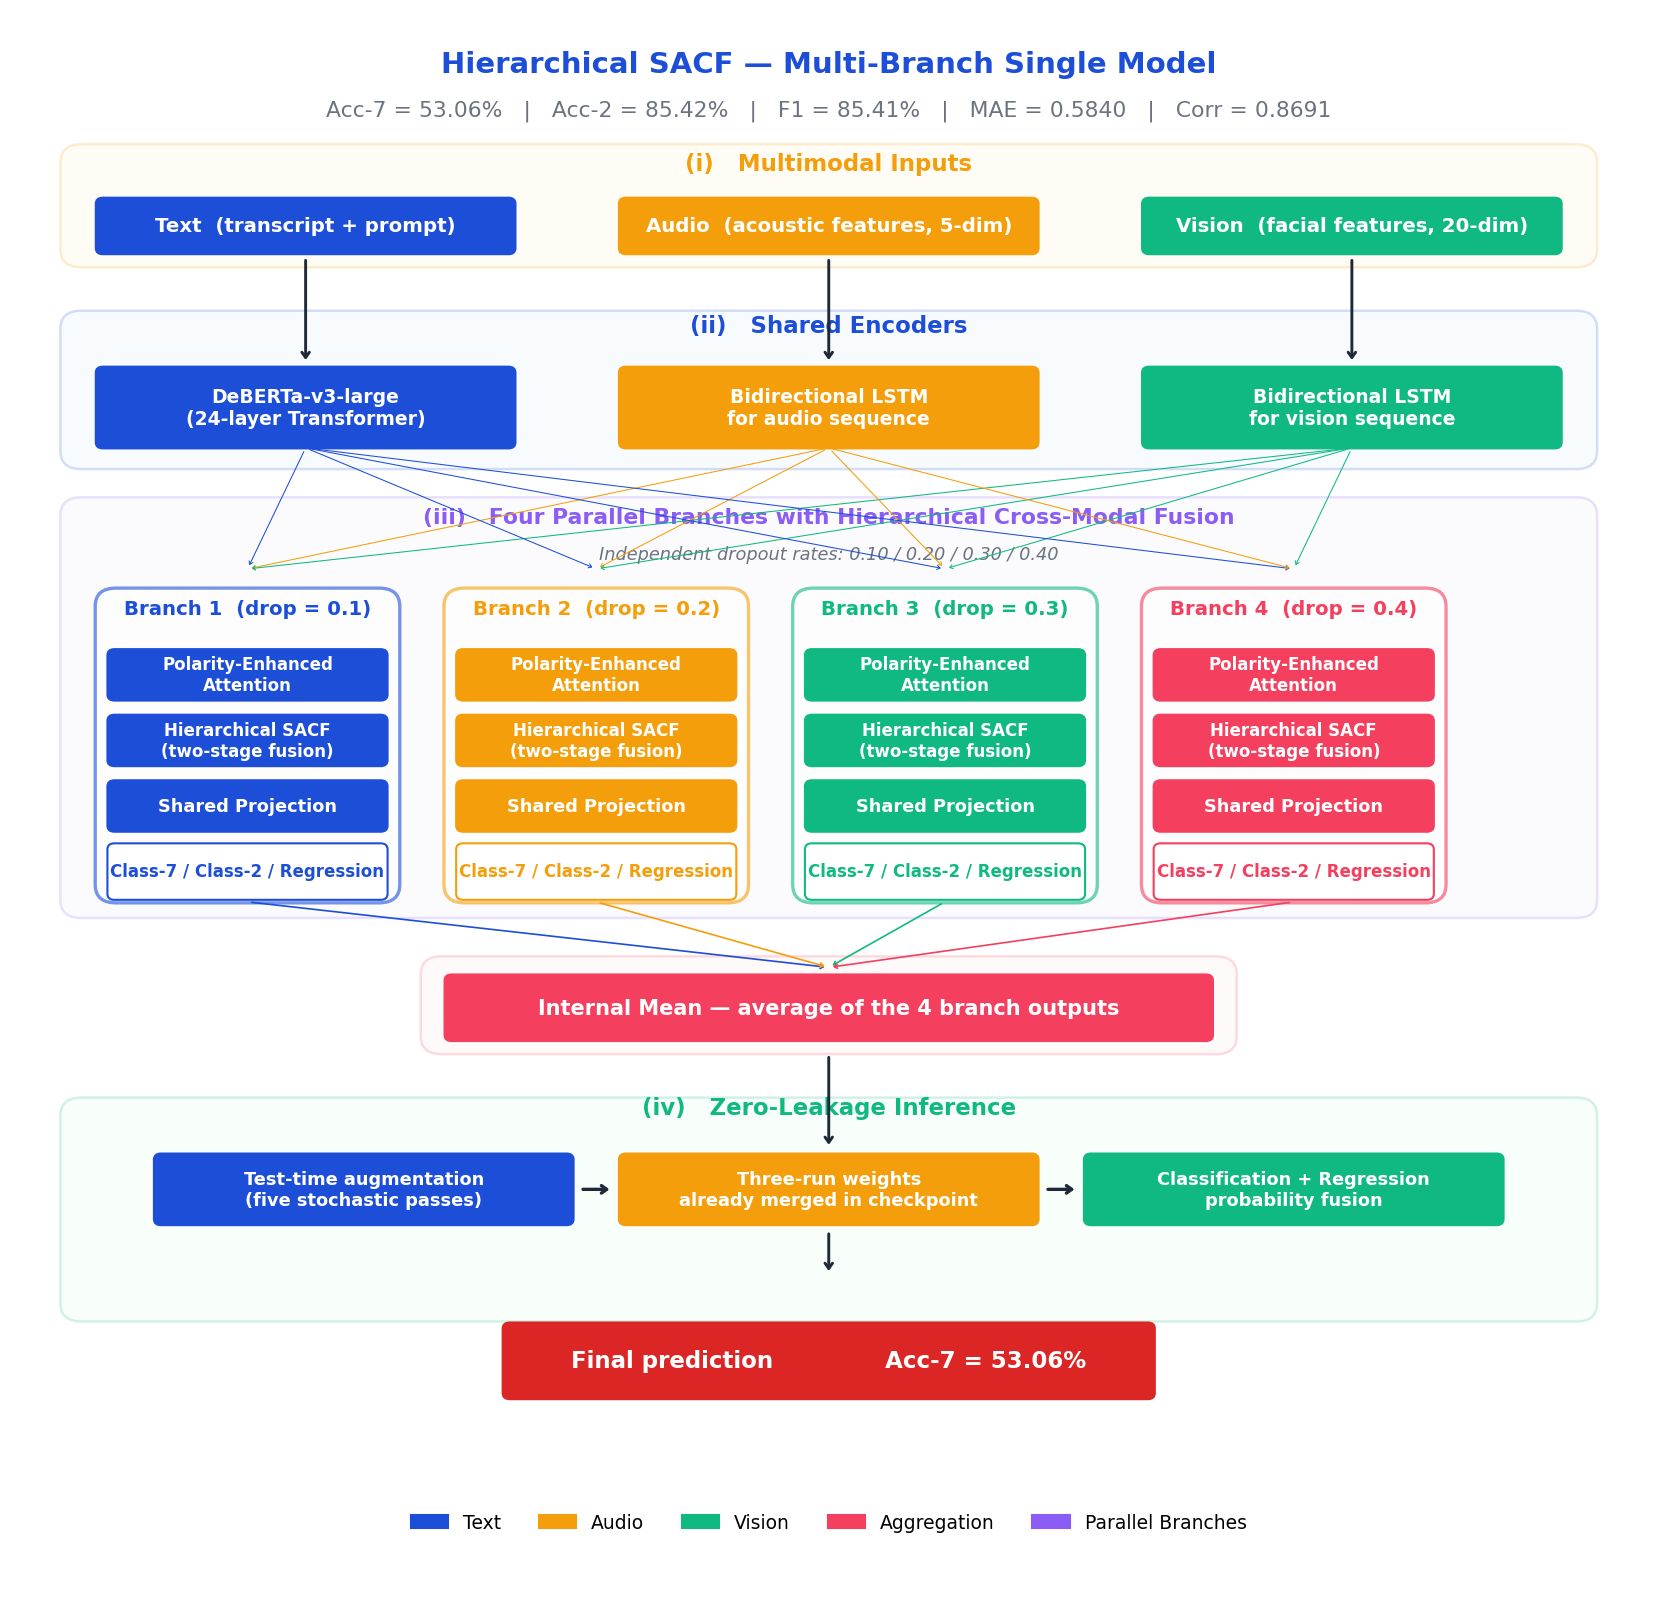 Hierarchical SACF — Multi-Branch Single Model
Acc-7 = 53.06% | Acc-2 = 85.42% | F1 = 85.41% | MAE = 0.5840 | Corr = 0.8691
(i) Multimodal Inputs
Text (transcript + prompt)
Audio (acoustic features, 5-dim)
Vision (facial features, 20-dim)
(ii) Shared Encoders
DeBERTa-v3-large
(24-layer Transformer)
Bidirectional LSTM
for audio sequence
Bidirectional LSTM
for vision sequence
(iii) Four Parallel Branches with Hierarchical Cross-Modal Fusion
Independent dropout rates: 0.10 / 0.20 / 0.30 / 0.40
Branch 1 (drop = 0.1)
Polarity-Enhanced
Attention
Hierarchical SACF
(two-stage fusion)
Shared Projection
Class-7 / Class-2 / Regression
Branch 2 (drop = 0.2)
Polarity-Enhanced
Attention
Hierarchical SACF
(two-stage fusion)
Shared Projection
Class-7 / Class-2 / Regression
Branch 3 (drop = 0.3)
Polarity-Enhanced
Attention
Hierarchical SACF
(two-stage fusion)
Shared Projection
Class-7 / Class-2 / Regression
Branch 4 (drop = 0.4)
Polarity-Enhanced
Attention
Hierarchical SACF
(two-stage fusion)
Shared Projection
Class-7 / Class-2 / Regression
Internal Mean — average of the 4 branch outputs
(iv) Zero-Leakage Inference
Test-time augmentation
(five stochastic passes)
Three-run weights
already merged in checkpoint
Classification + Regression
probability fusion
Final prediction Acc-7 = 53.06%
Text
Audio
Vision
Aggregation
Parallel Branches